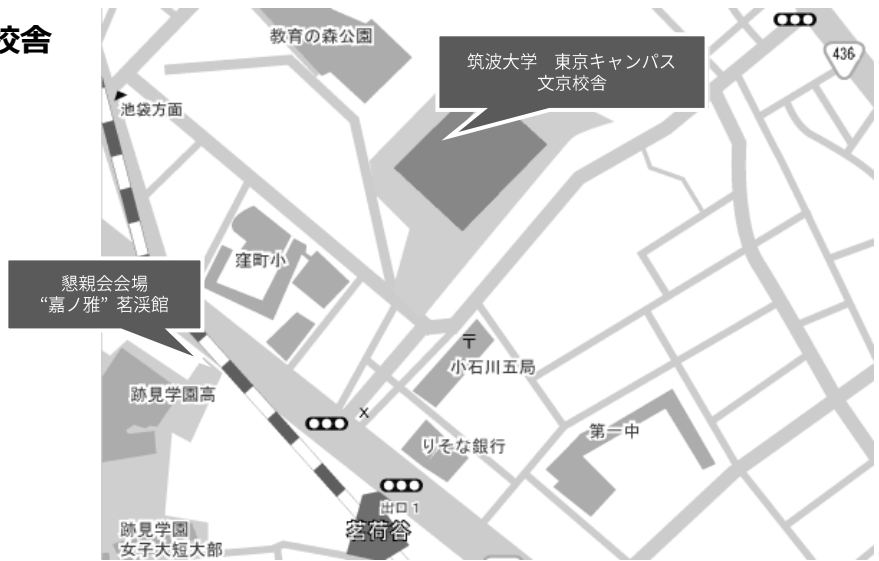 校舎
教育の森公園
436
筑波大学　東京キャンパス
文京校舎
池袋方面
窪町小
懇親会会場
“嘉ノ雅”茗渓館
〒
小石川五局
跡見学園高
X
第一中
りそな銀行
出口1
茗荷谷
跡見学園
女子大短大部